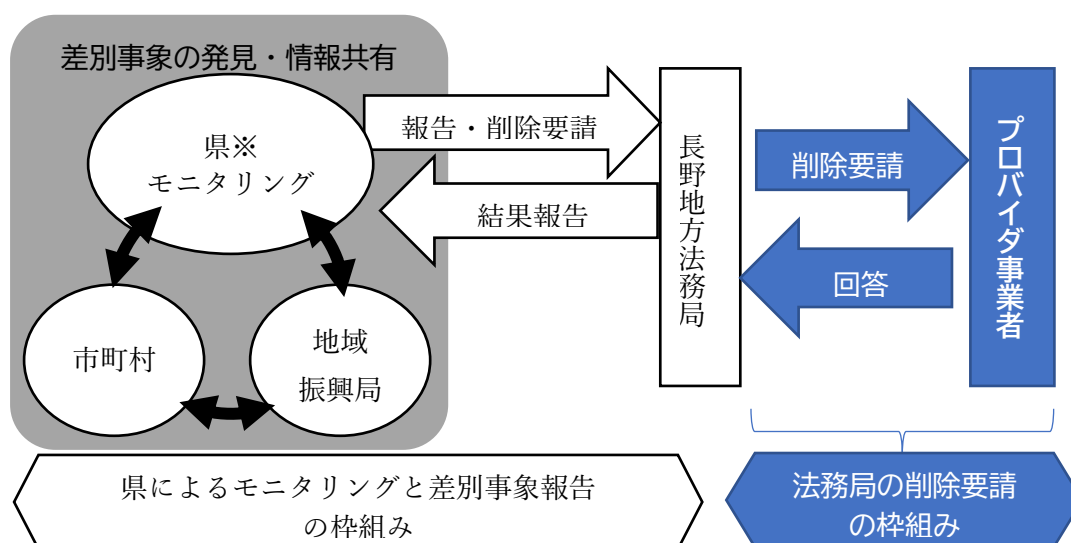 差別事象の発見・情報共有
県※
モニタリング
市町村
地域
振興局
報告・削除要請
結果報告
長野地方法務局
削除要請
回答
プロバイダ事業者
県によるモニタリングと差別事象報告
の枠組み
法務局の削除要請
の枠組み